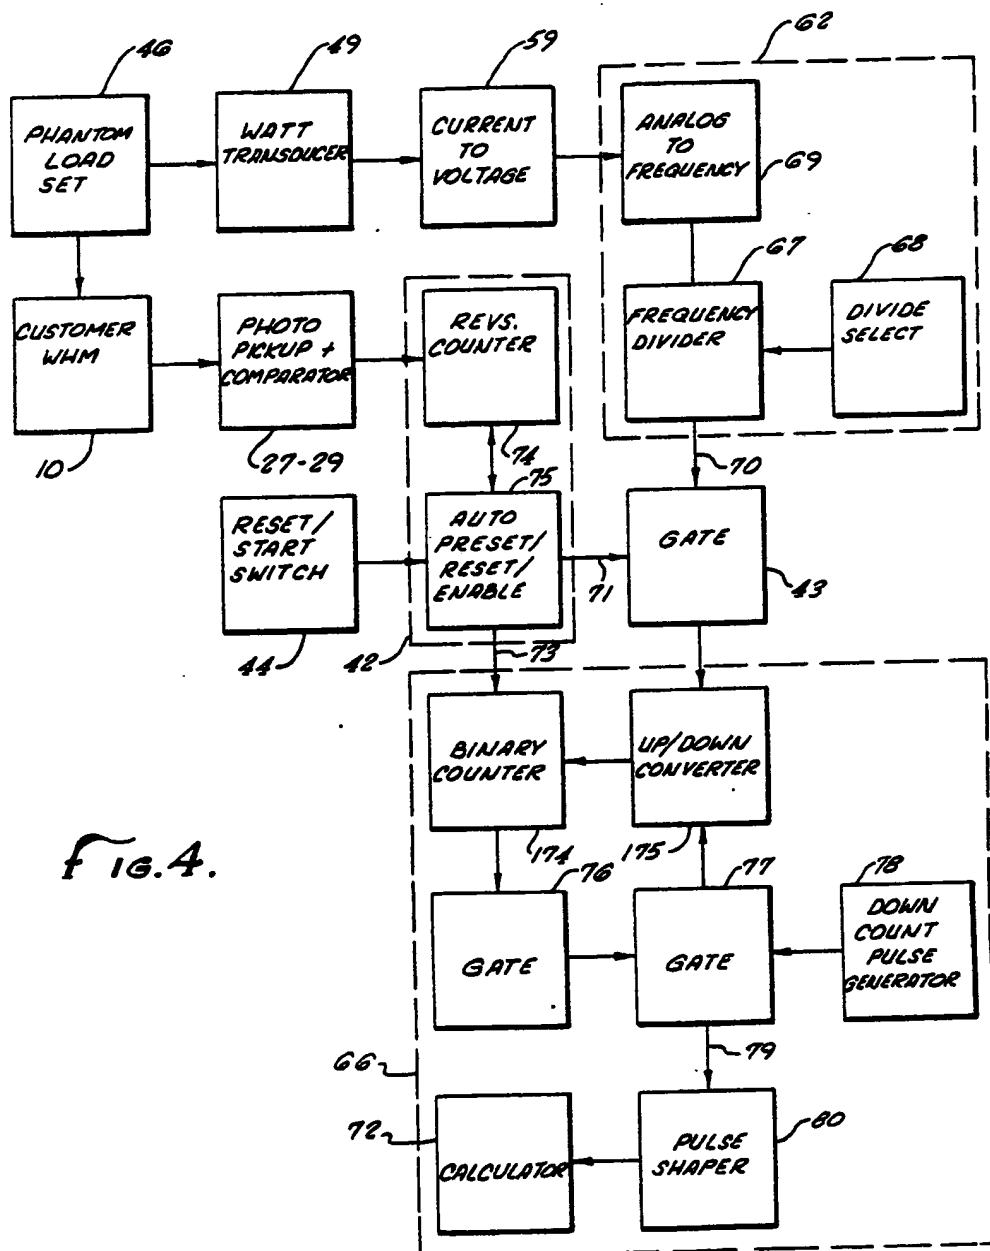 46
49
59
62
PHANTOM
LOAD
SET
WATT
TRANSDUCER
CURRENT
TO
VOLTAGE
ANALOG
TO
FREQUENCY
69
67
68
CUSTOMER
WHM
PHOTO
PICKUP +
COMPARATOR
REVS.
COUNTER
FREQUENCY
DIVIDER
DIVIDE
SELECT
10
27-29
74
75
70
RESET/
START
SWITCH
AUTO
PRESET/
RESET/
ENABLE
71
GATE
43
44
42
73
BINARY
COUNTER
UP/DOWN
CONVERTER
174
175
FIG. 4.
76
77
78
GATE
GATE
DOWN
COUNT
PULSE
GENERATOR
79
66
72
80
CALCULATOR
PULSE
SHAPER